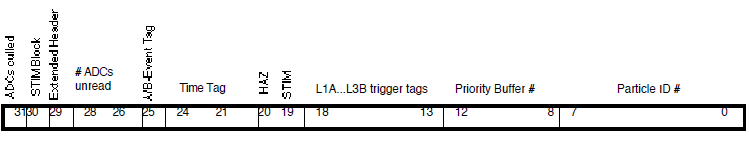 ADCs culled
STIM Block
Extended Header
# ADCs
unread
A/B-Event Tag
Time Tag
HAZ
STIM
L1A...L3B trigger tags
Priority Buffer #
Particle ID #
31 30 29 28 26 25 24 21 20 19 18 13 12 8 7 0